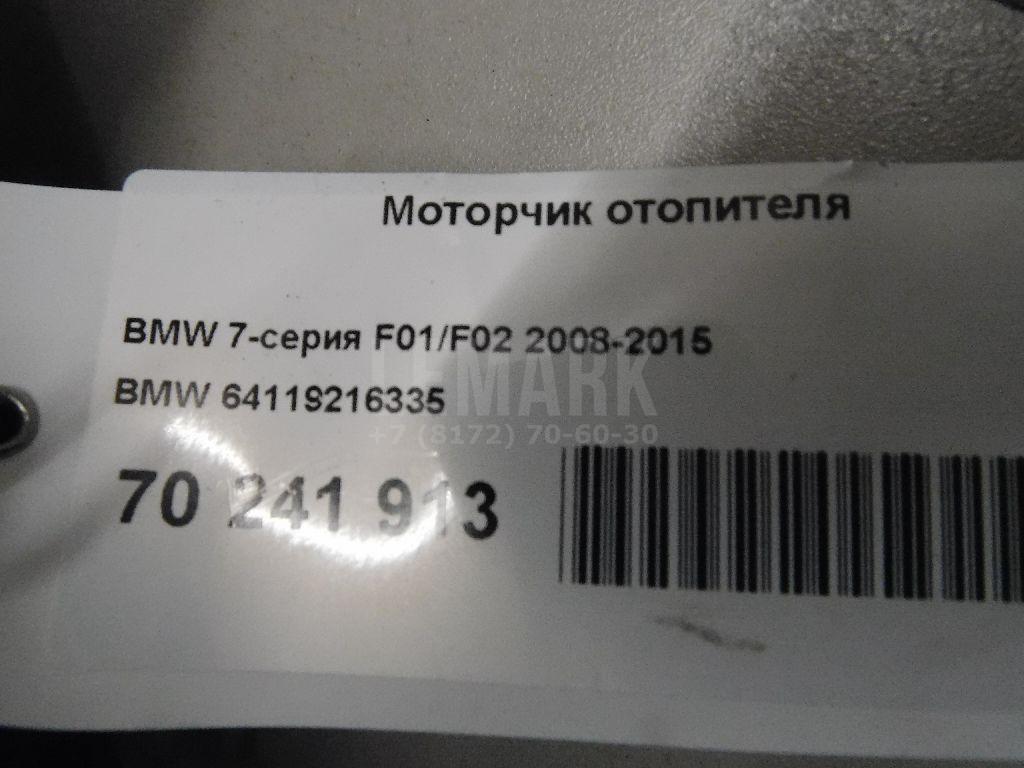 Моторчик отопителя
BMW 7-серия F01/F02 2008-2015
LEMARK
BMW 64119216335
+7 (8172) 70-60-30
70 241 913